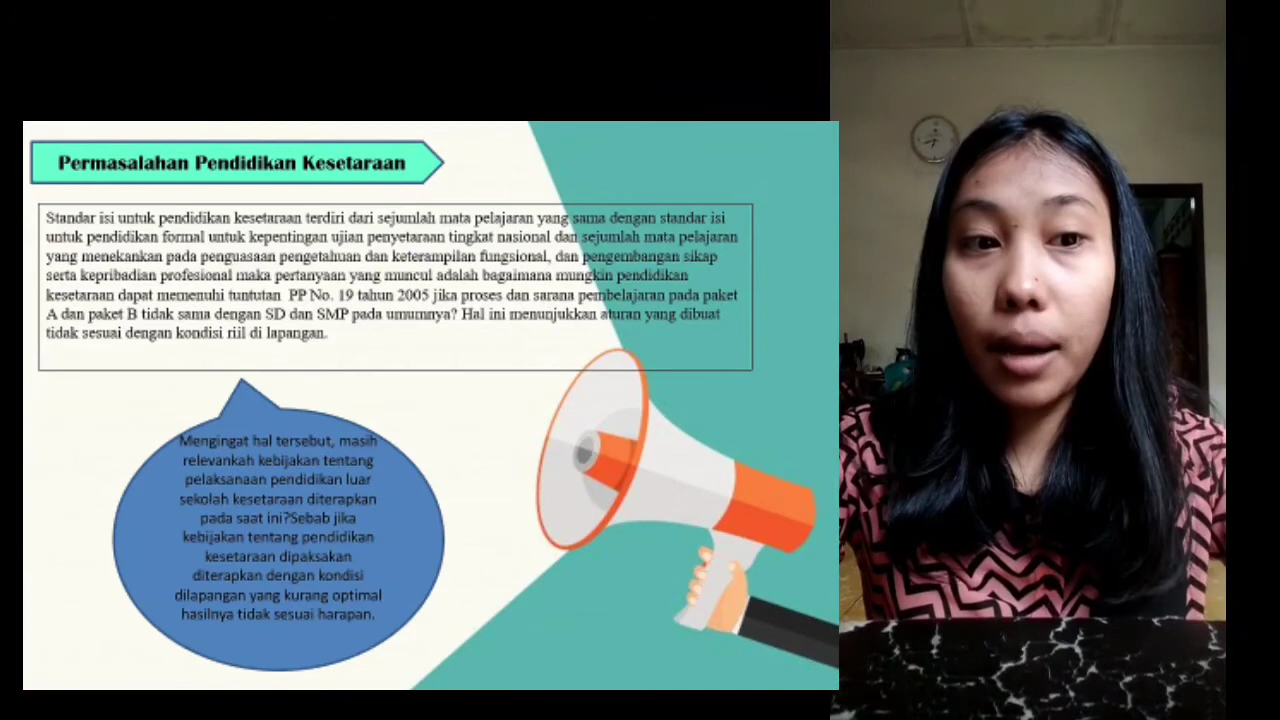 Permasalahan Pendidikan Kesetaraan
Standar isi untuk pendidikan kesetaraan terdiri dari sejumlah mata pelajaran yang sama dengan standar isi
untuk pendidikan formal untuk kepentingan ujian penyetaraan tingkat nasional dan sejumlah mata pelajaran
yang menekankan pada penguasaan pengetahuan dan keterampilan fungsional, dan pengembangan sikap
serta kepribadian profesional maka pertanyaan yang muncul adalah bagaimana mungkin pendidikan
kesetaraan dapat memenuhi tuntutan PP No. 19 tahun 2005 jika proses dan sarana pembelajaran pada paket
A dan paket B tidak sama dengan SD dan SMP pada umumnya? Hal ini menunjukkan aturan yang dibuat
tidak sesuai dengan kondisi riil di lapangan.
Mengingat hal tersebut, masih
relevankah kebijakan tentang
pelaksanaan pendidikan luar
sekolah kesetaraan diterapkan
pada saat ini?Sebab jika
kebijakan tentang pendidikan
kesetaraan dipaksakan
diterapkan dengan kondisi
dilapangan yang kurang optimal
hasilnya tidak sesuai harapan.